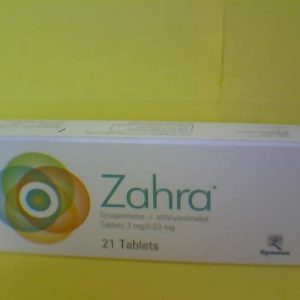 Zahra
Drospirenone + ethinylestradiol
Tablets 3 mg/0.03 mg
21 Tablets